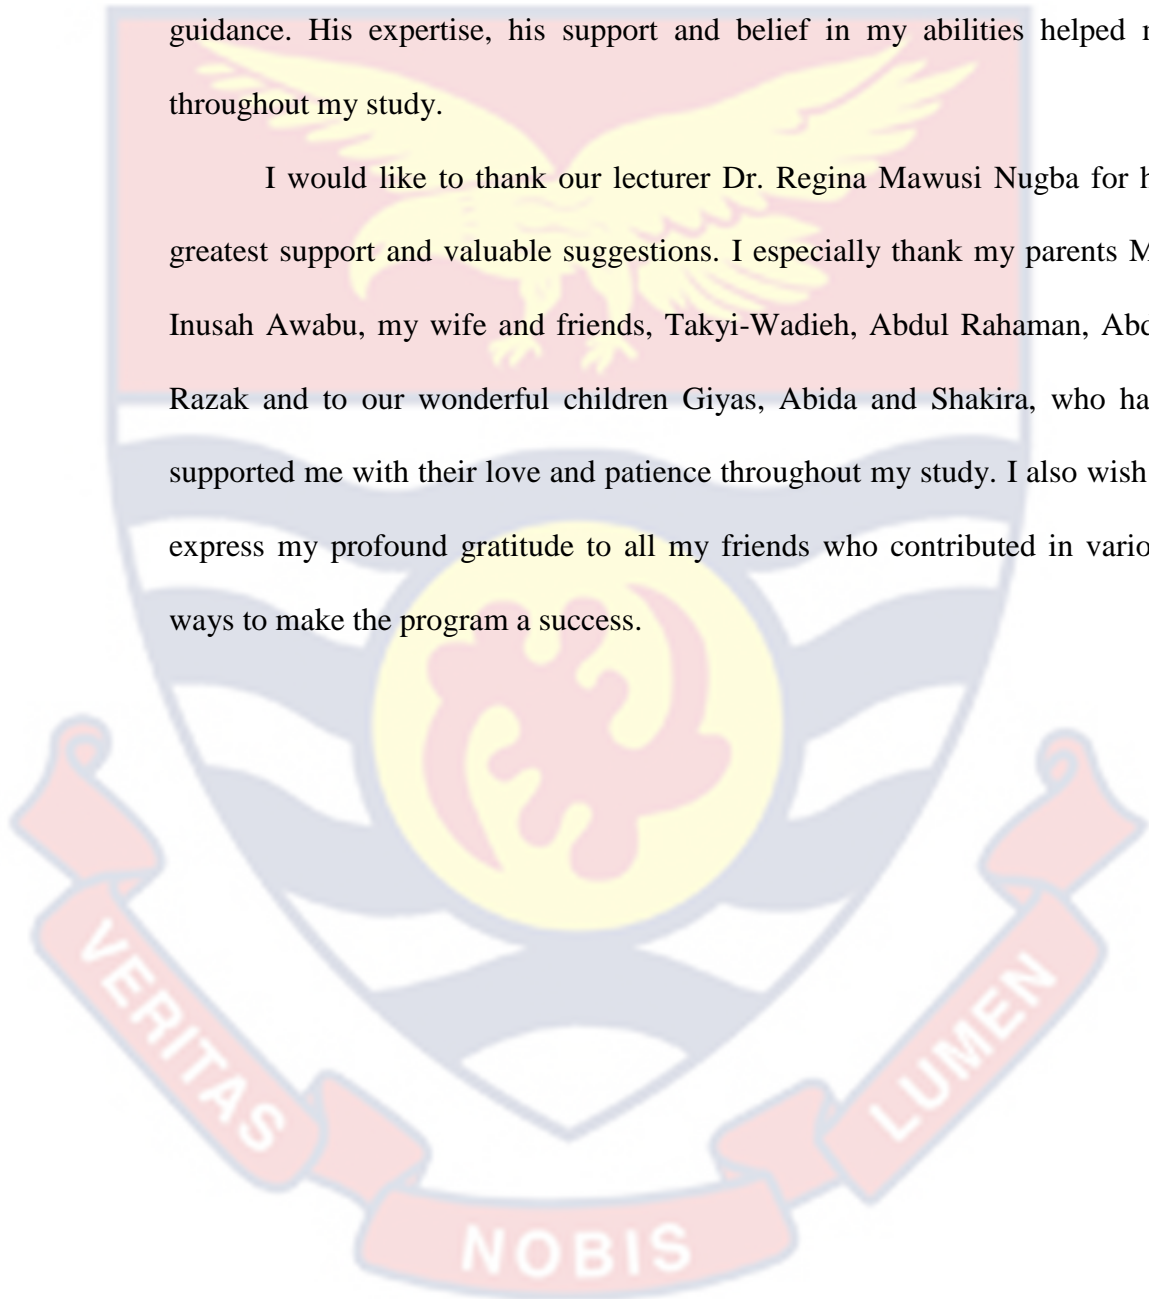 guidance. His expertise, his support and belief in my abilities helped
throughout my study.
I would like to thank our lecturer Dr. Regina Mawusi Nugba for
greatest support and valuable suggestions. I especially thank my parents
Inusah Awabu, my wife and friends, Takyi-Wadieh, Abdul Rahaman,
Razak and to our wonderful children Giyas, Abida and Shakira, who
supported me with their love and patience throughout my study. I also wish
express my profound gratitude to all my friends who contributed in
ways to make the program a success.
VERITAS
NOBIS
LUMEN